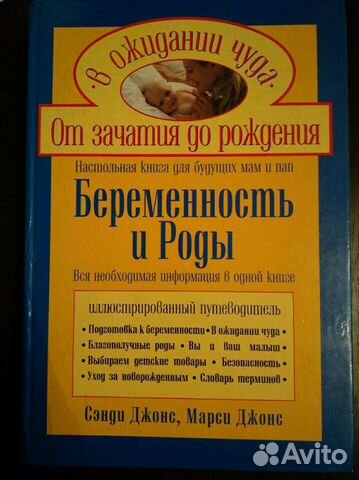 · В ОЖИДАНИИ ЧУДА ·
От зачатия до рождения
Настольная книга для будущих мам и пап
Беременность
и Роды
Вся необходимая информация в одной книге
иллюстрированный путеводитель
• Подготовка к беременности • В ожидании чуда •
• Благополучные роды • Вы и ваш малыш •
• Выбираем детские товары • Безопасность •
• Уход за новорожденным • Словарь терминов •
Сэнди Джонс, Марси Джонс
Avito